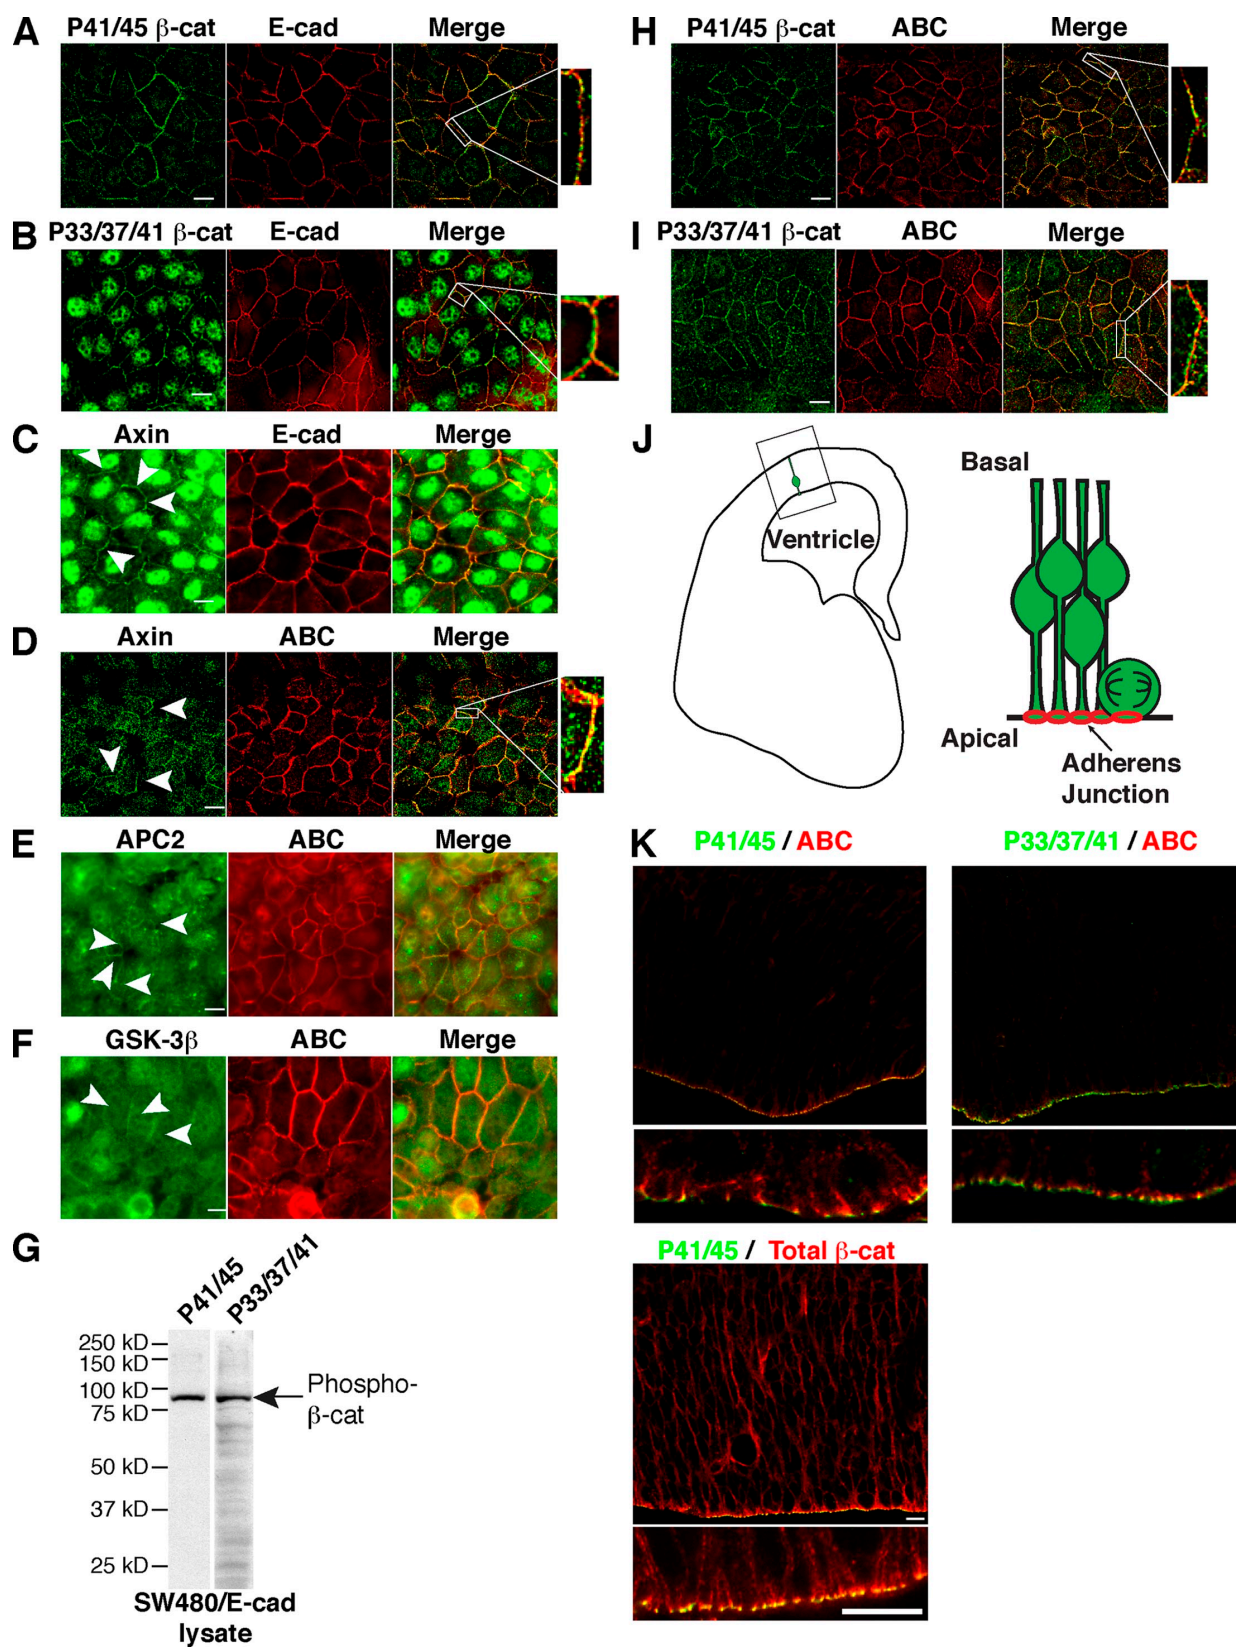 A
P41/45 β-cat E-cad Merge
B
P33/37/41 β-cat E-cad Merge
C
Axin E-cad Merge
D
Axin ABC Merge
E
APC2 ABC Merge
F
GSK-3β ABC Merge
G
P41/45
P33/37/41
250 kD
150 kD
100 kD
75 kD
50 kD
37 kD
25 kD
Phospho-
β-cat
SW480/E-cad
lysate
H
P41/45 β-cat ABC Merge
I
P33/37/41 β-cat ABC Merge
J
Ventricle
Basal
Apical
Adherens
Junction
K
P41/45 / ABC
P33/37/41 / ABC
P41/45 / Total β-cat